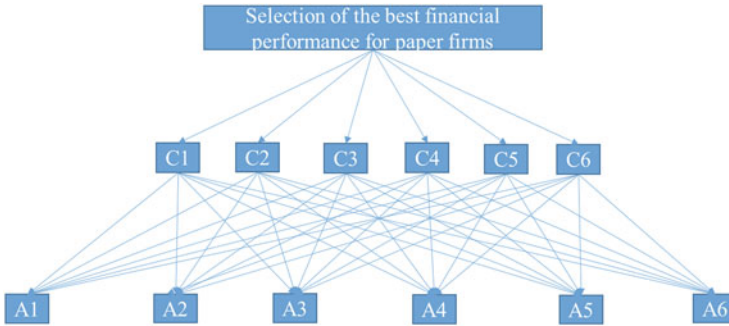 Selection of the best financial
performance for paper firms
C1 C2 C3 C4 C5 C6
A1 A2 A3 A4 A5 A6